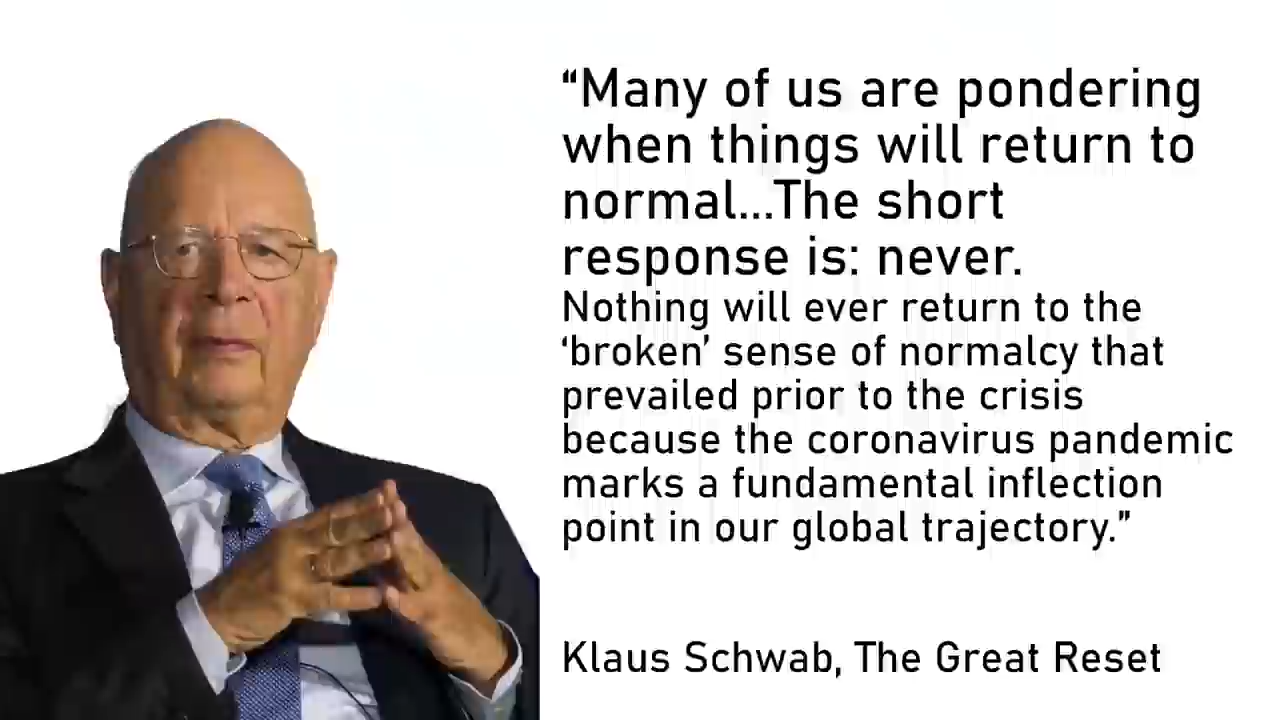 “Many of us are pondering
when things will return to
normal...The short
response is: never.
Nothing will ever return to the
‘broken’ sense of normalcy that
prevailed prior to the crisis
because the coronavirus pandemic
marks a fundamental inflection
point in our global trajectory.”
Klaus Schwab, The Great Reset